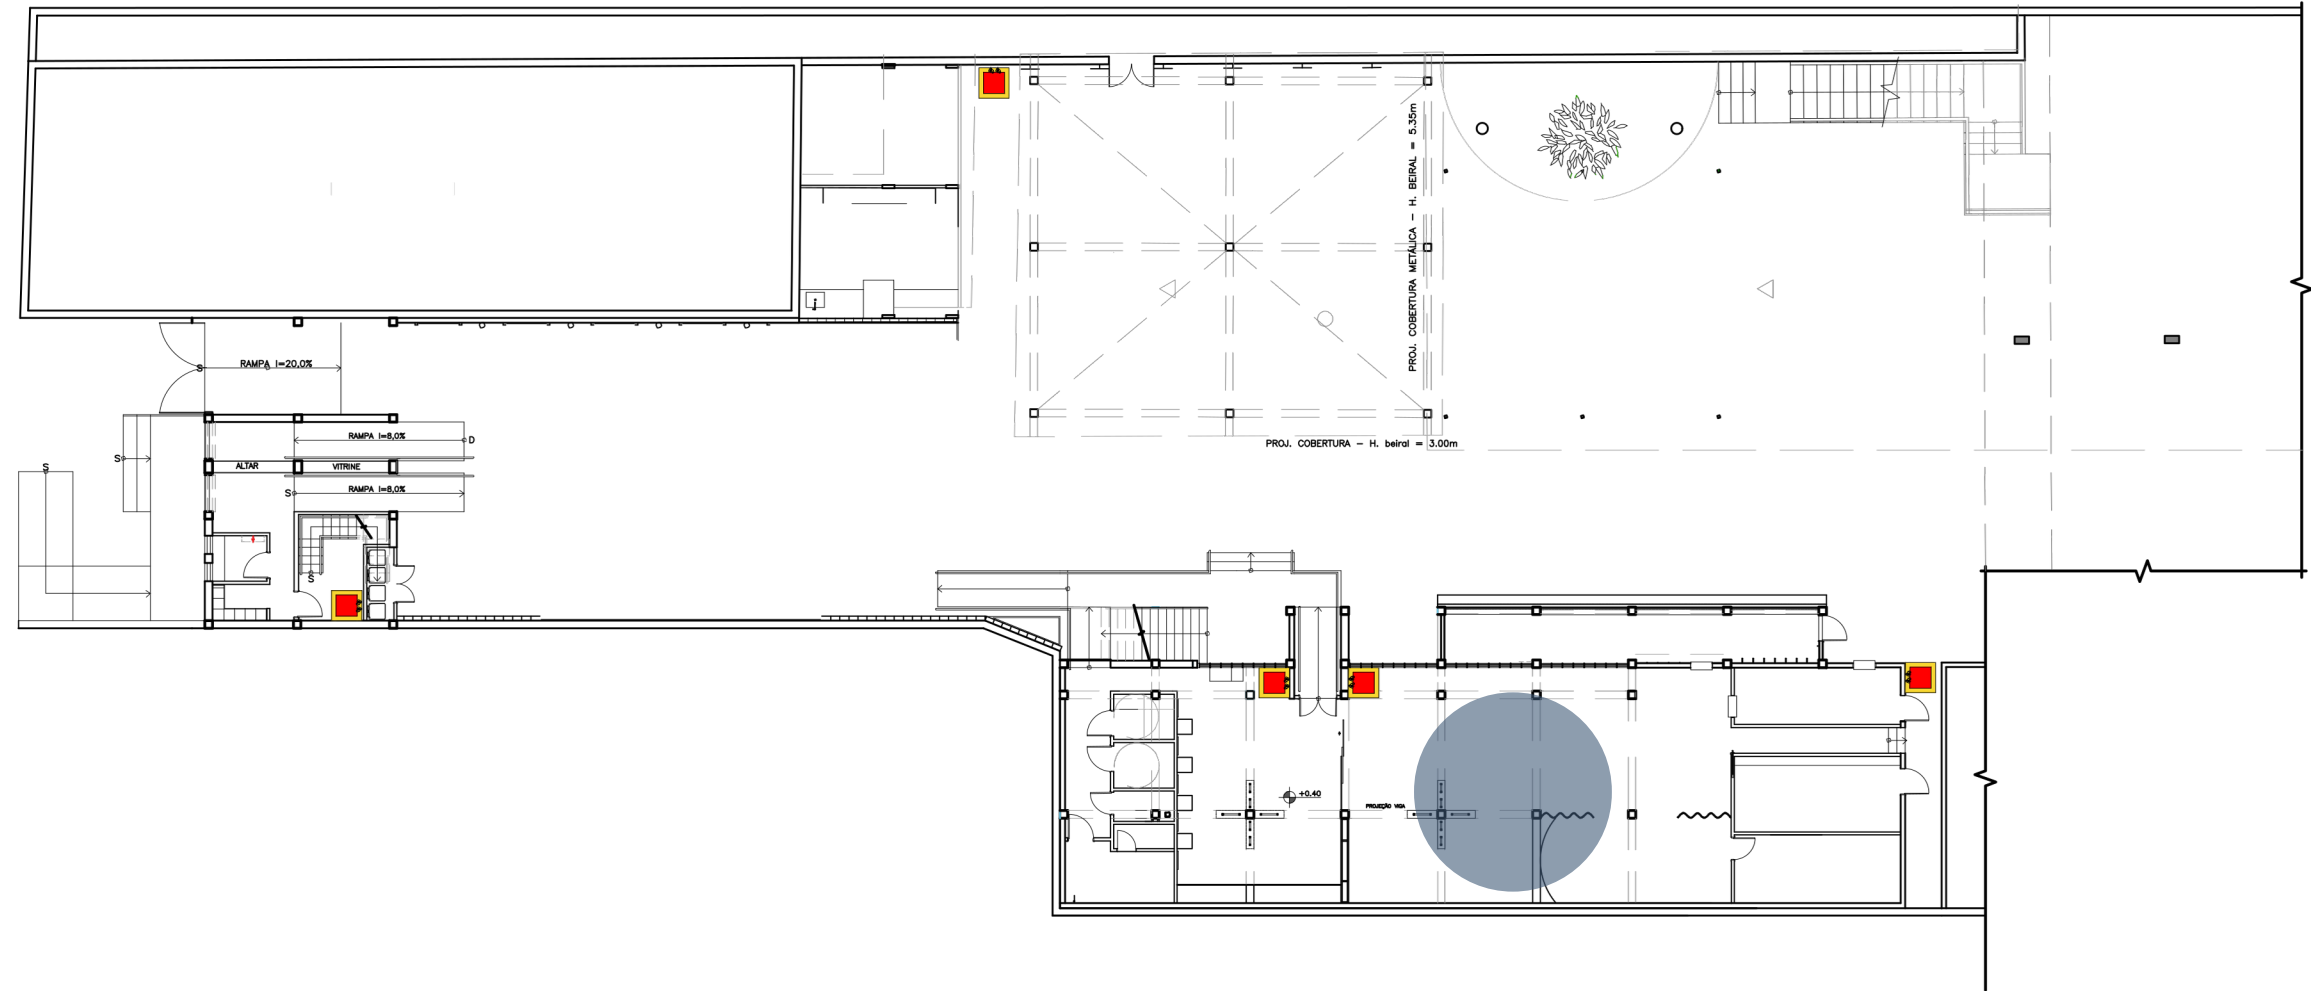 PROJ. COBERTURA METÁLICA - H. BEIRAL = 5.35m
S
RAMPA I=20,0%
S
RAMPA I=8,0%
D
S
ALTAR
VITRINE
S
RAMPA I=8,0%
PROJ. COBERTURA - H. beiral = 3.00m
S
+0.40
PROJEÇÃO VIGA